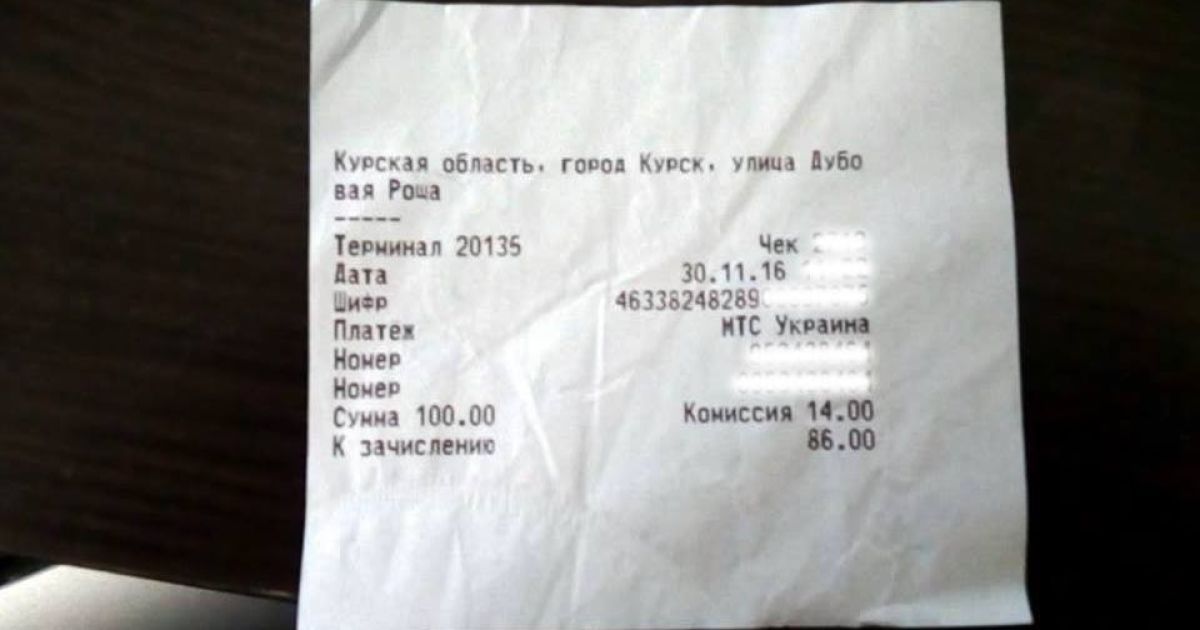 Курская область, город Курск, улица Дубо
вая Роща
-----
Терминал 20135 Чек
Дата 30.11.16
Шифр 46338248289
Платеж МТС Украина
Номер
Номер
Сумма 100.00 Комиссия 14.00
К зачислению 86.00